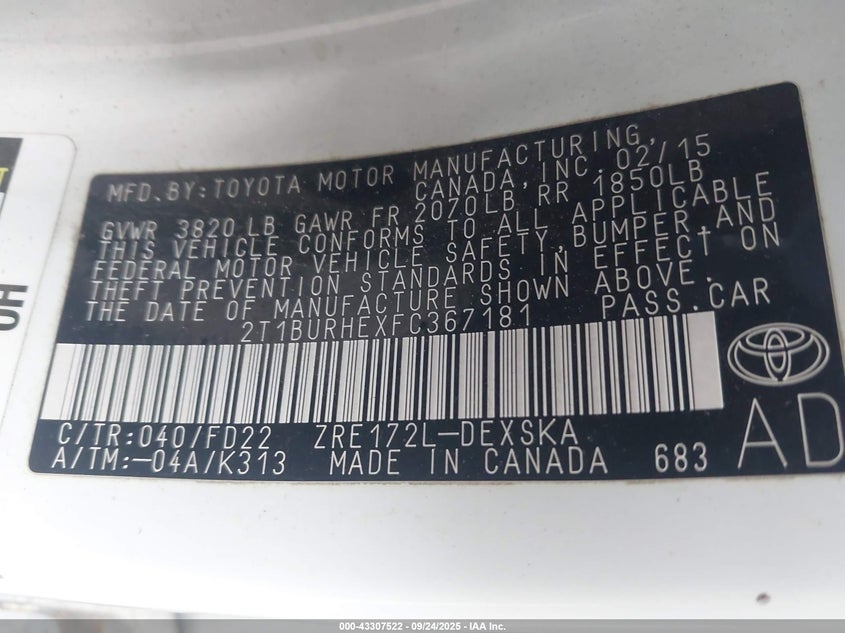 MFD. BY: TOYOTA MOTOR MANUFACTURING,
CANADA, INC. 02/15
GVWR 3820 LB GAWR FR 2070LB, RR 1850LB
THIS VEHICLE CONFORMS TO ALL APPLICABLE
FEDERAL MOTOR VEHICLE SAFETY, BUMPER, AND
THEFT PREVENTION STANDARDS IN EFFECT ON
THE DATE OF MANUFACTURE SHOWN ABOVE.
2T1BURHEXFC367181 PASS. CAR
C/TR: 040/FD22 ZRE172L-DEXSKA
A/TM: -04A/K313 MADE IN CANADA 683
AD
000-43307522 - 09/24/2025 - IAA Inc.